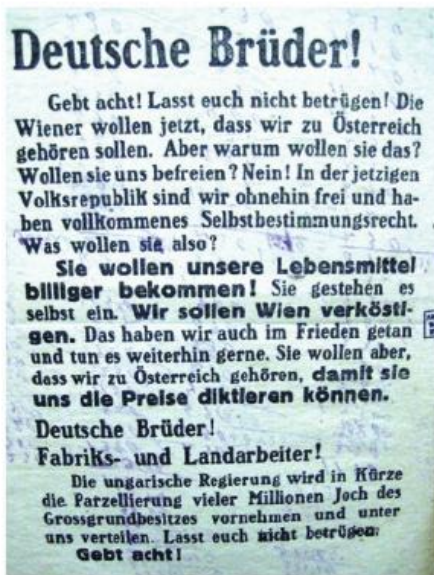 Deutsche Brüder!
Gebt acht! Lasst euch nicht betrügen! Die
Wiener wollen jetzt, dass wir zu Österreich
gehören sollen. Aber warum wollen sie das?
Wollen sie uns befreien? Nein! In der jetzigen
Volksrepublik sind wir ohnehin frei und ha-
ben vollkommenes Selbstbestimmungsrecht.
Was wollen sie also?
Sie wollen unsere Lebensmittel
billiger bekommen! Sie gestehen es
selbst ein. Wir sollen Wien verkösti-
gen. Das haben wir auch im Frieden getan
und tun es weiterhin gerne. Sie wollen aber,
dass wir zu Österreich gehören, damit sie
uns die Preise diktieren können.
Deutsche Brüder!
Fabriks- und Landarbeiter!
Die ungarische Regierung wird in Kürze
die Parzellierung vieler Millionen Joch des
Grossgrundbesitzes vornehmen und unter
uns verteilen. Lasst euch nicht betrügen.
Gebt acht!